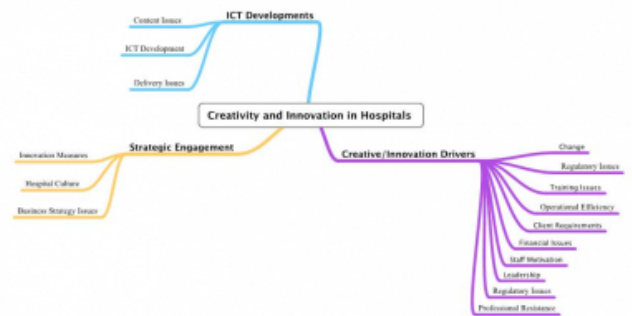 ICT Developments
Content Issues
ICT Development
Delivery Issues
Creativity and Innovation in Hospitals
Strategic Engagement
Innovation Measures
Hospital Culture
Business Strategy Issues
Creative/Innovation Drivers
Change
Regulatory Issues
Training Issues
Operational Efficiency
Client Requirements
Financial Issues
Staff Motivation
Leadership
Regulatory Issues
Professional Resistance